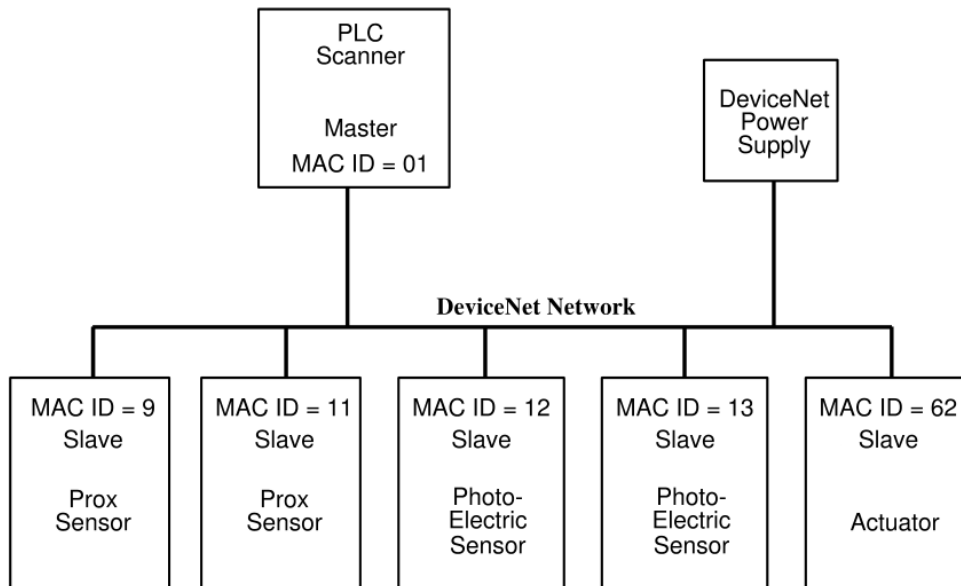 PLC
Scanner
Master
MAC ID = 01
DeviceNet
Power
Supply
DeviceNet Network
MAC ID = 9
Slave
Prox
Sensor
MAC ID = 11
Slave
Prox
Sensor
MAC ID = 12
Slave
Photo-
Electric
Sensor
MAC ID = 13
Slave
Photo-
Electric
Sensor
MAC ID = 62
Slave
Actuator